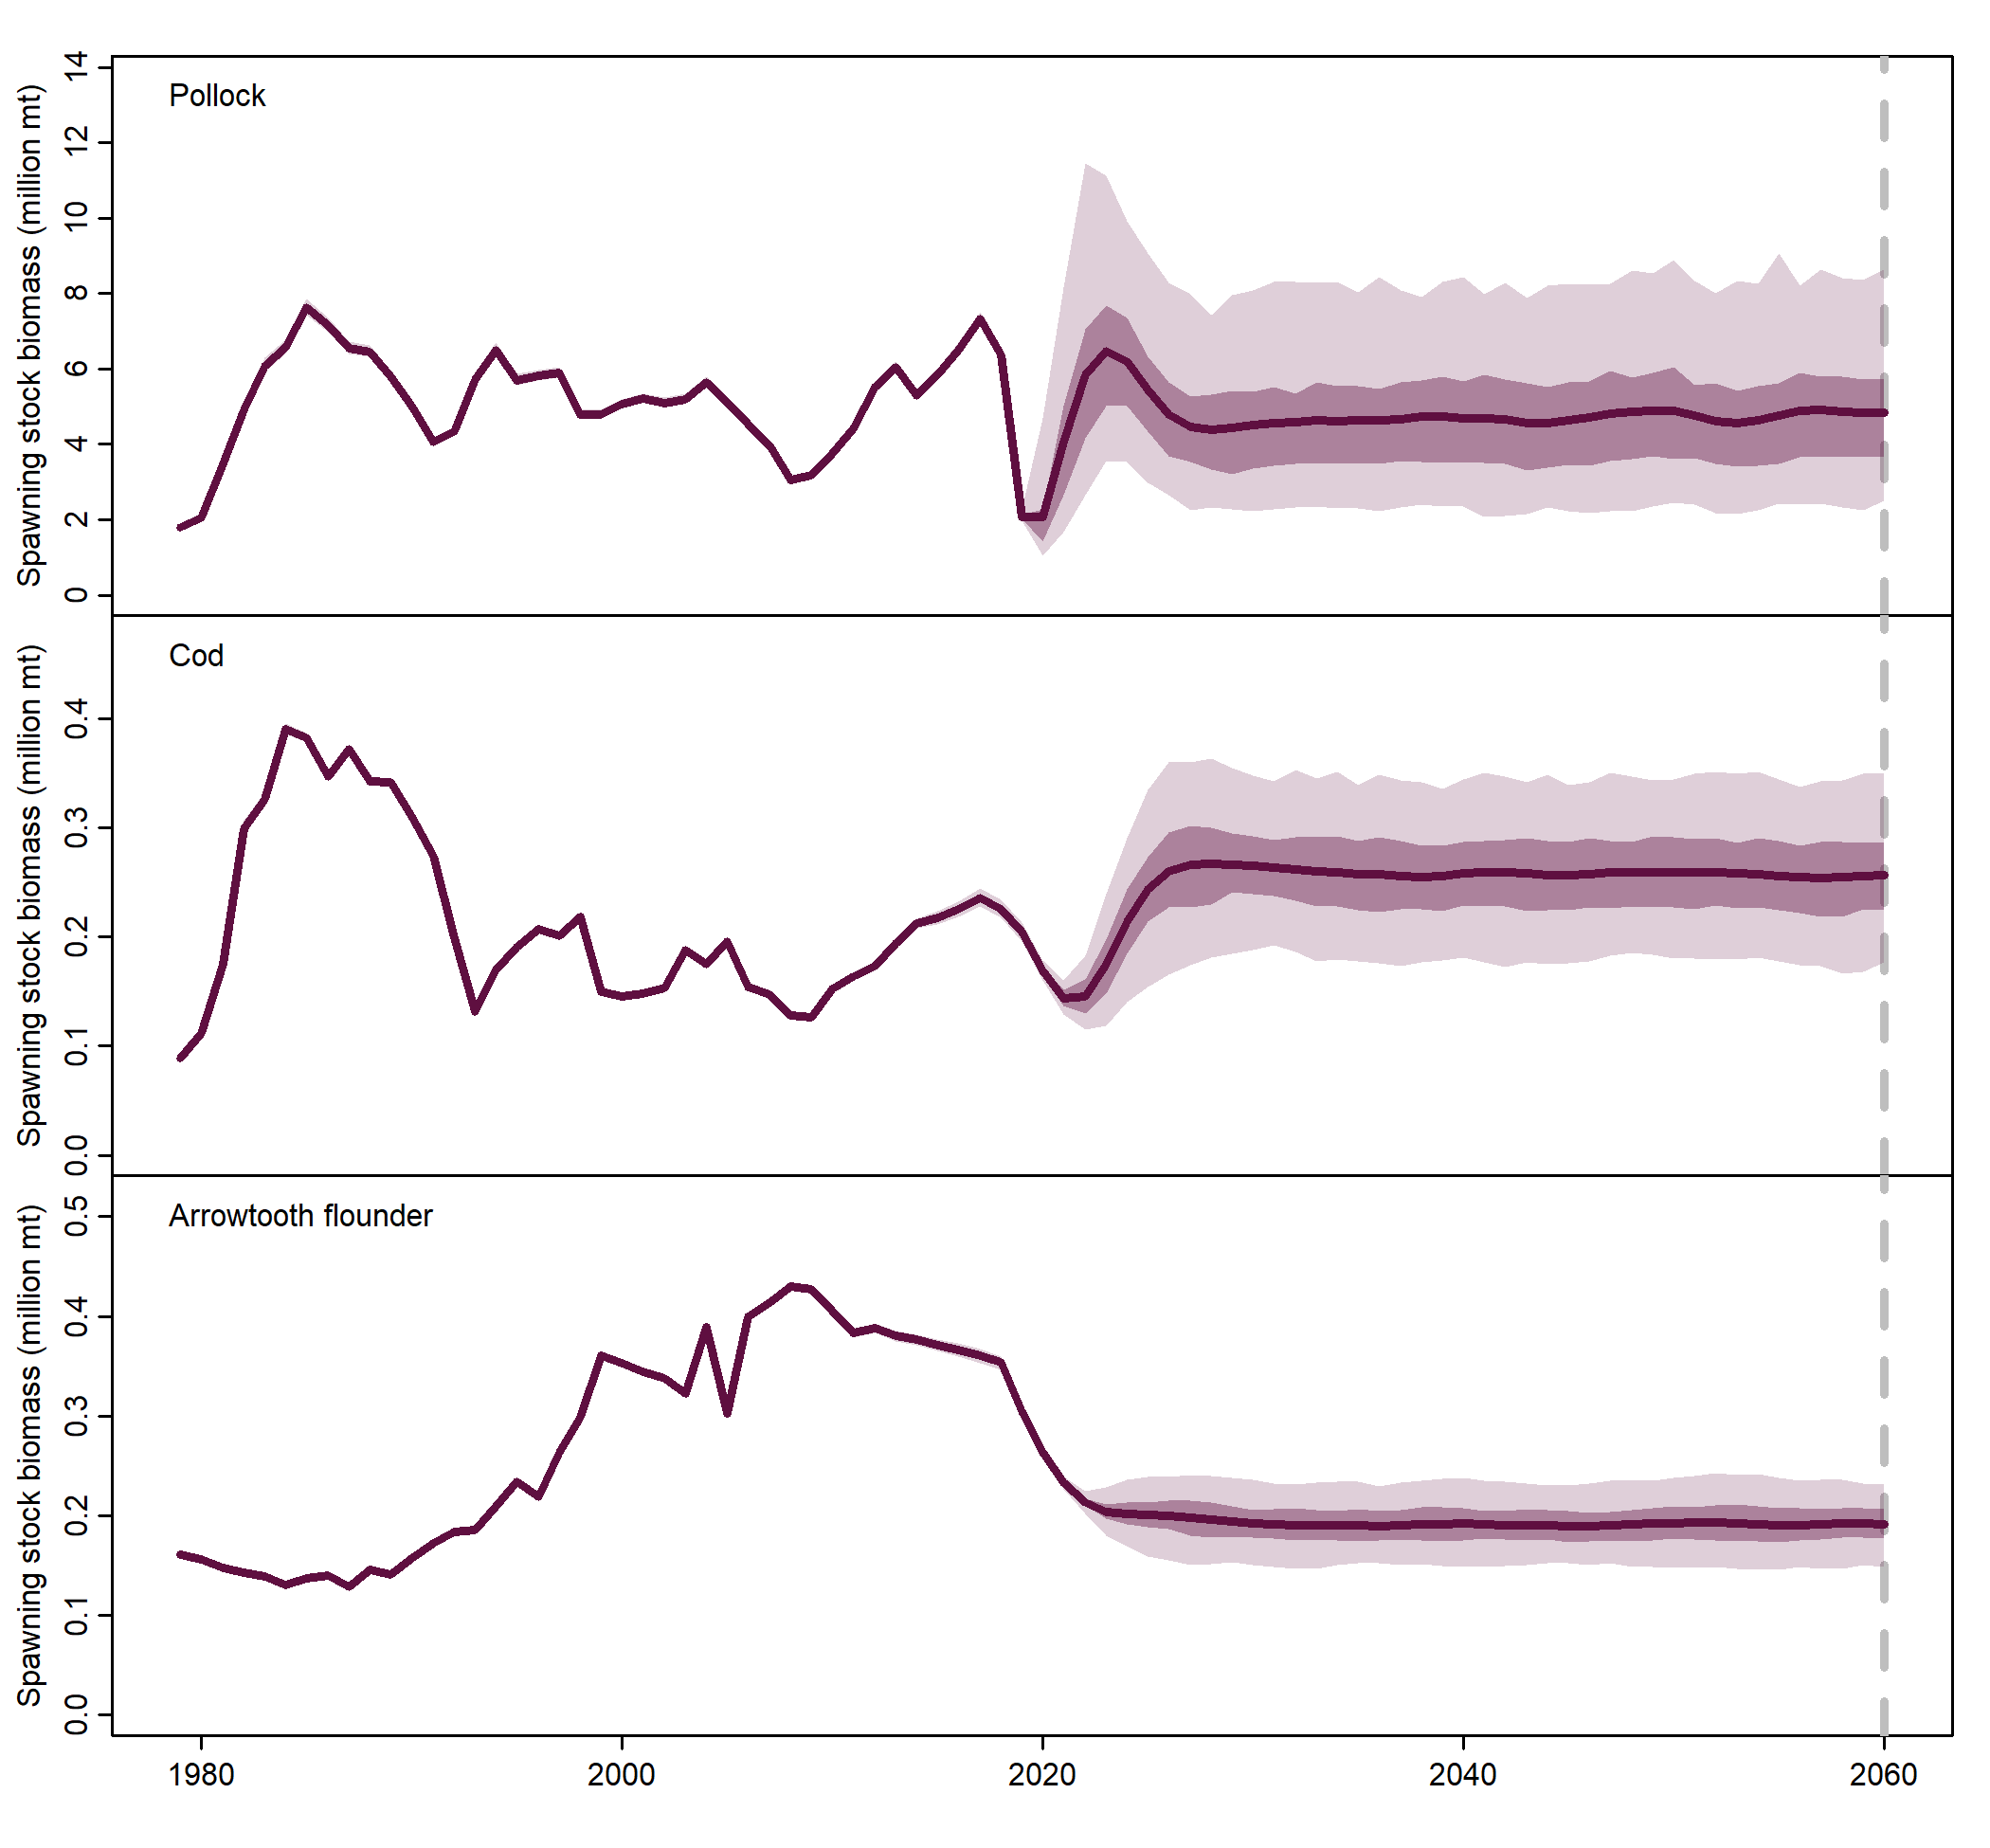 Pollock
Spawning stock biomass (million mt)
14
12
10
8
6
4
2
0
Cod
Spawning stock biomass (million mt)
0.4
0.3
0.2
0.1
0.0
Arrowtooth flounder
Spawning stock biomass (million mt)
0.5
0.4
0.3
0.2
0.1
0.0
1980 2000 2020 2040 2060